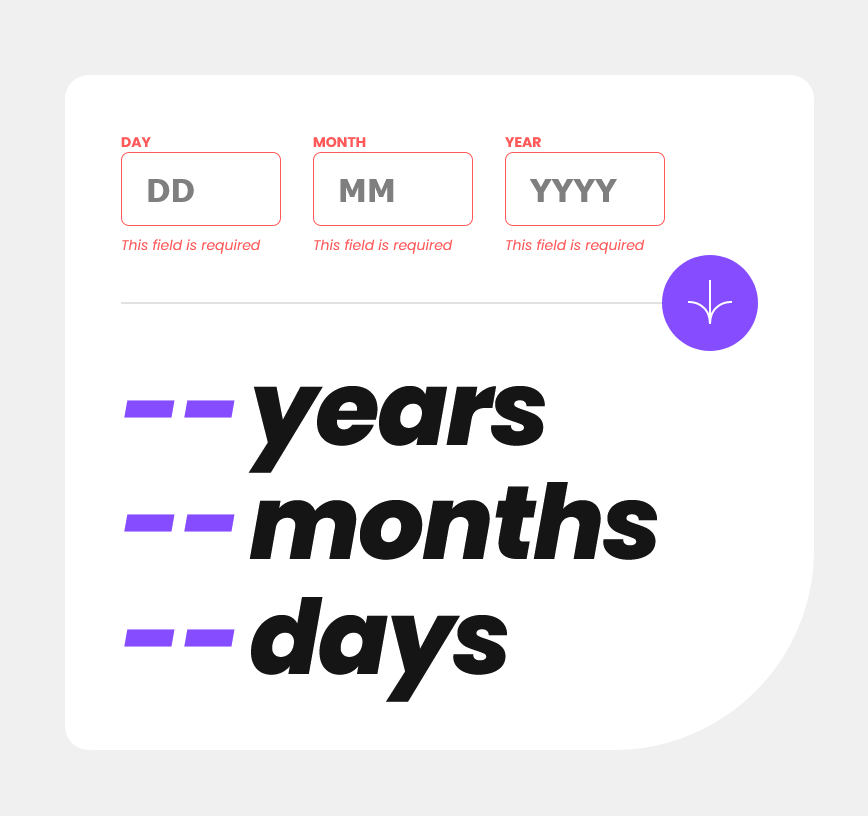 DAY MONTH YEAR
DD MM YYYY
This field is required This field is required This field is required
-- years
-- months
-- days